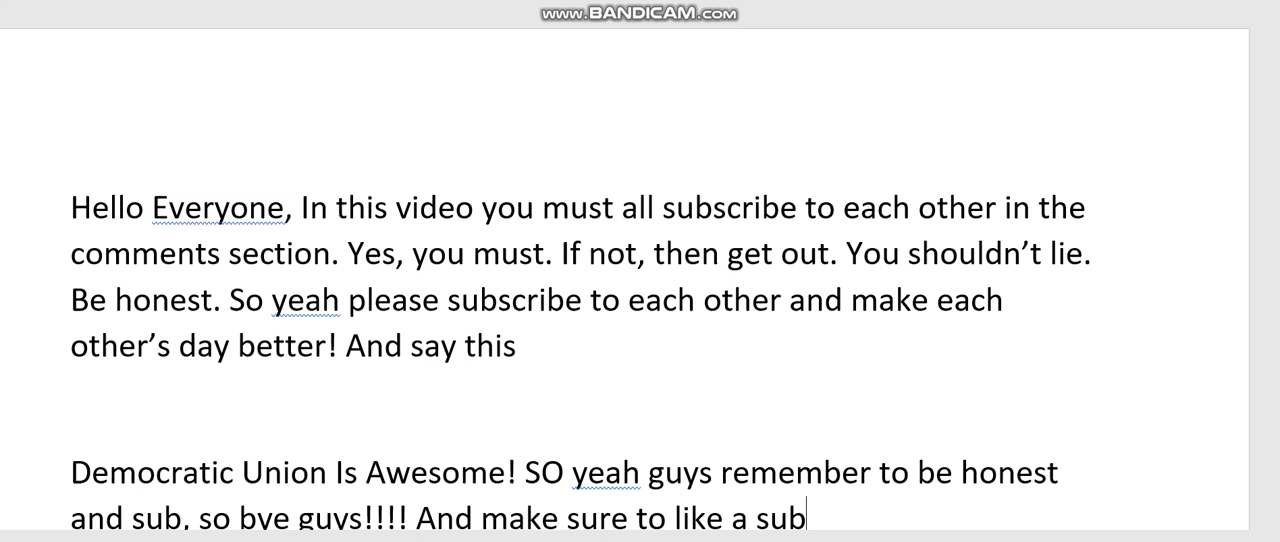 www.BANDICAM.com
Hello Everyone, In this video you must all subscribe to each other in the
comments section. Yes, you must. If not, then get out. You shouldn’t lie.
Be honest. So yeah please subscribe to each other and make each
other’s day better! And say this
Democratic Union Is Awesome! SO yeah guys remember to be honest
and sub, so bye guys!!!! And make sure to like a sub